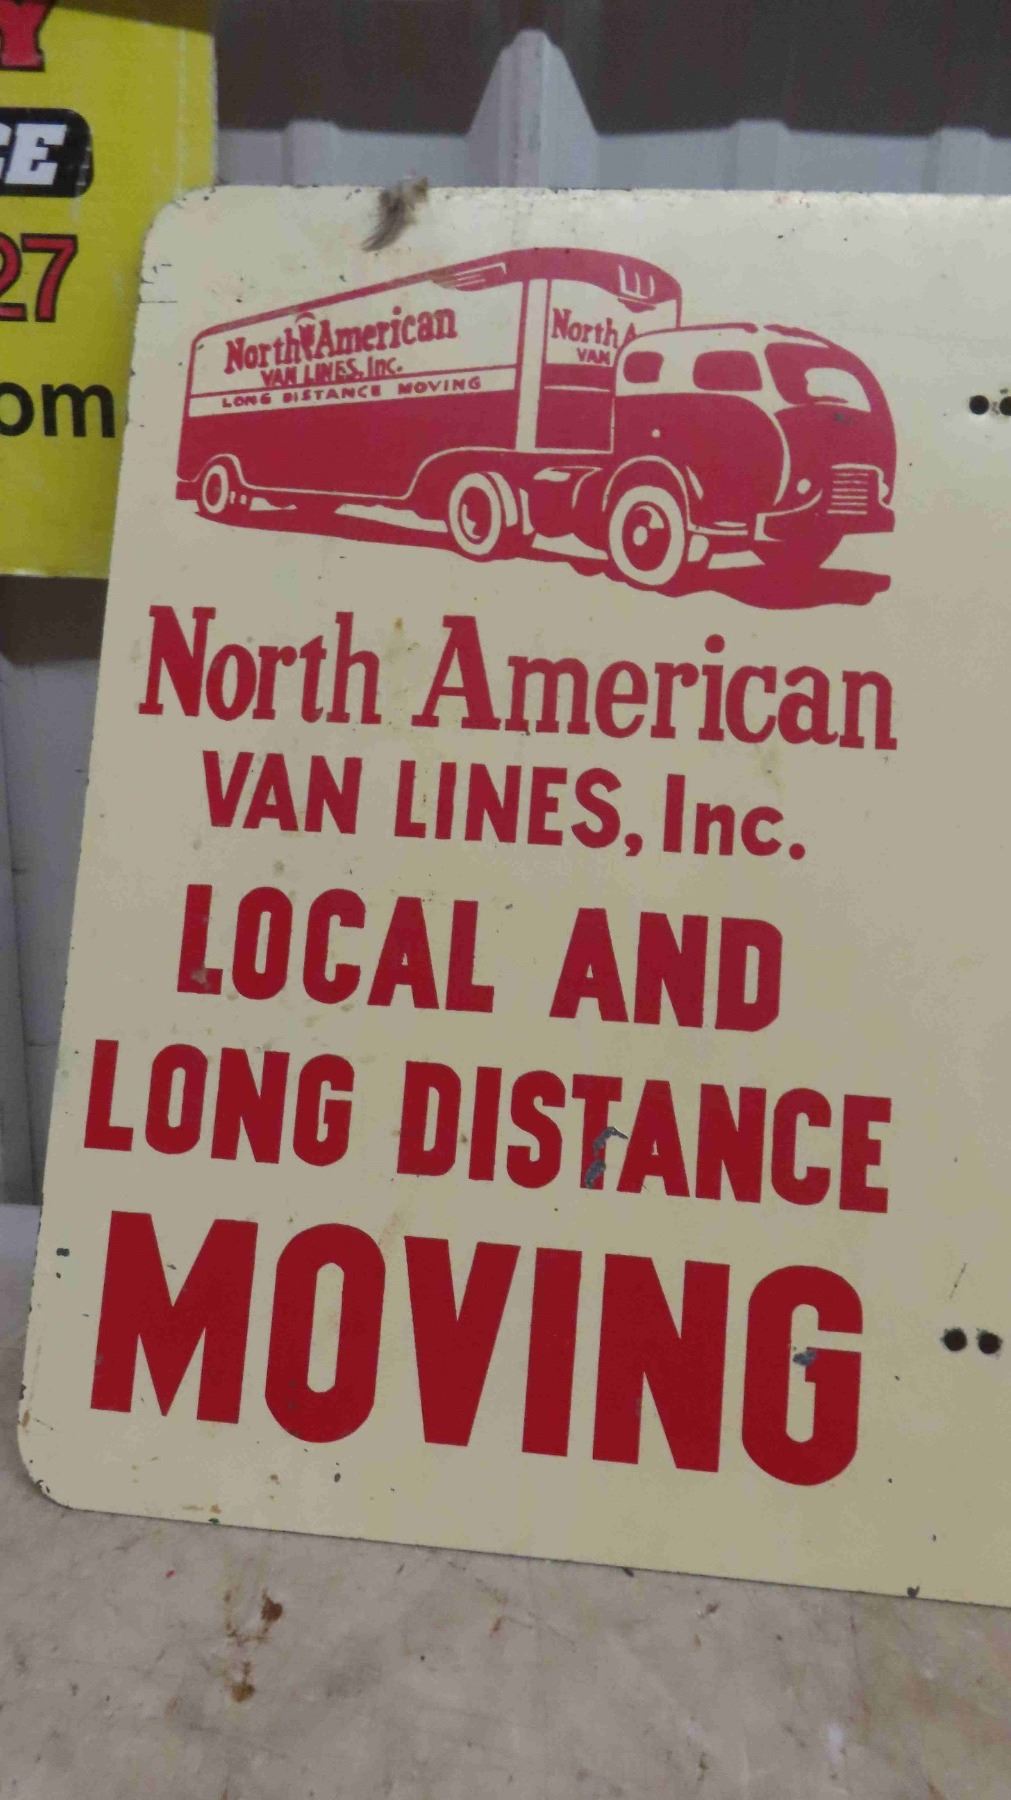 Y
CE
27
om
North American
VAN LINES, Inc.
LONG DISTANCE MOVING
North A
VAN
North American
VAN LINES, Inc.
LOCAL AND
LONG DISTANCE
MOVING